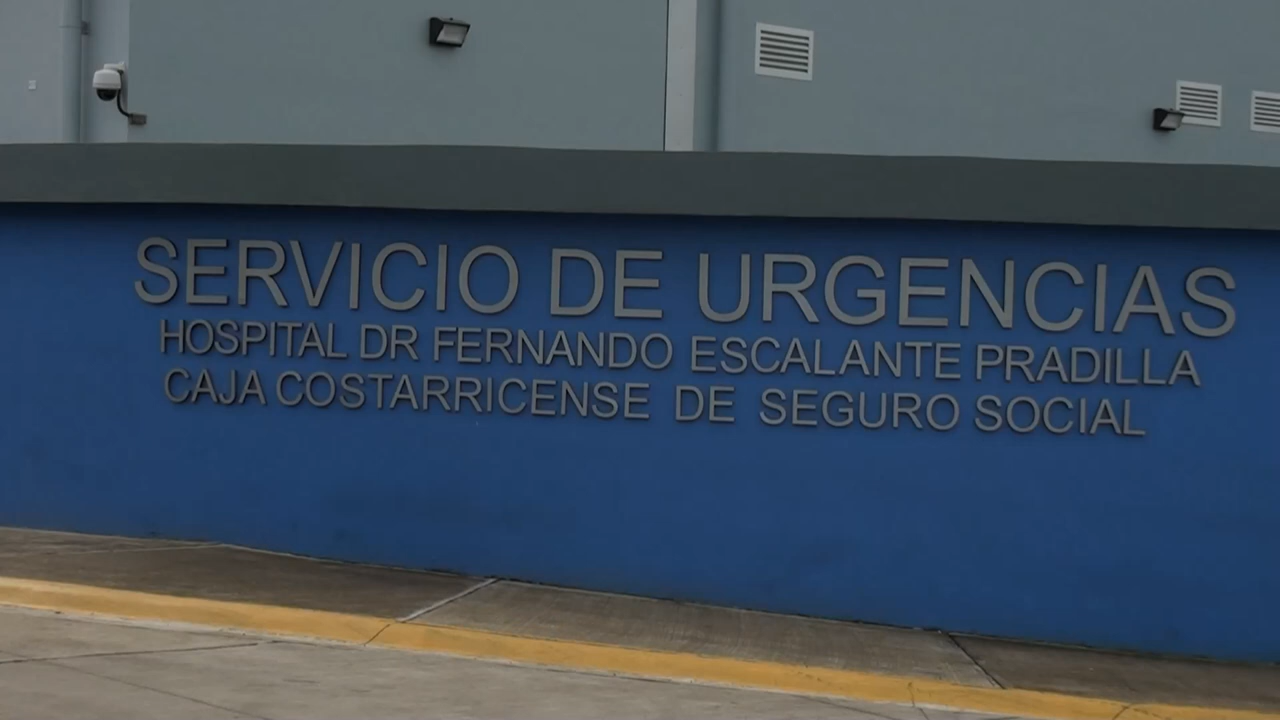 SERVICIO DE URGENCIAS
HOSPITAL DR FERNANDO ESCALANTE PRADILLA
CAJA COSTARRICENSE DE SEGURO SOCIAL